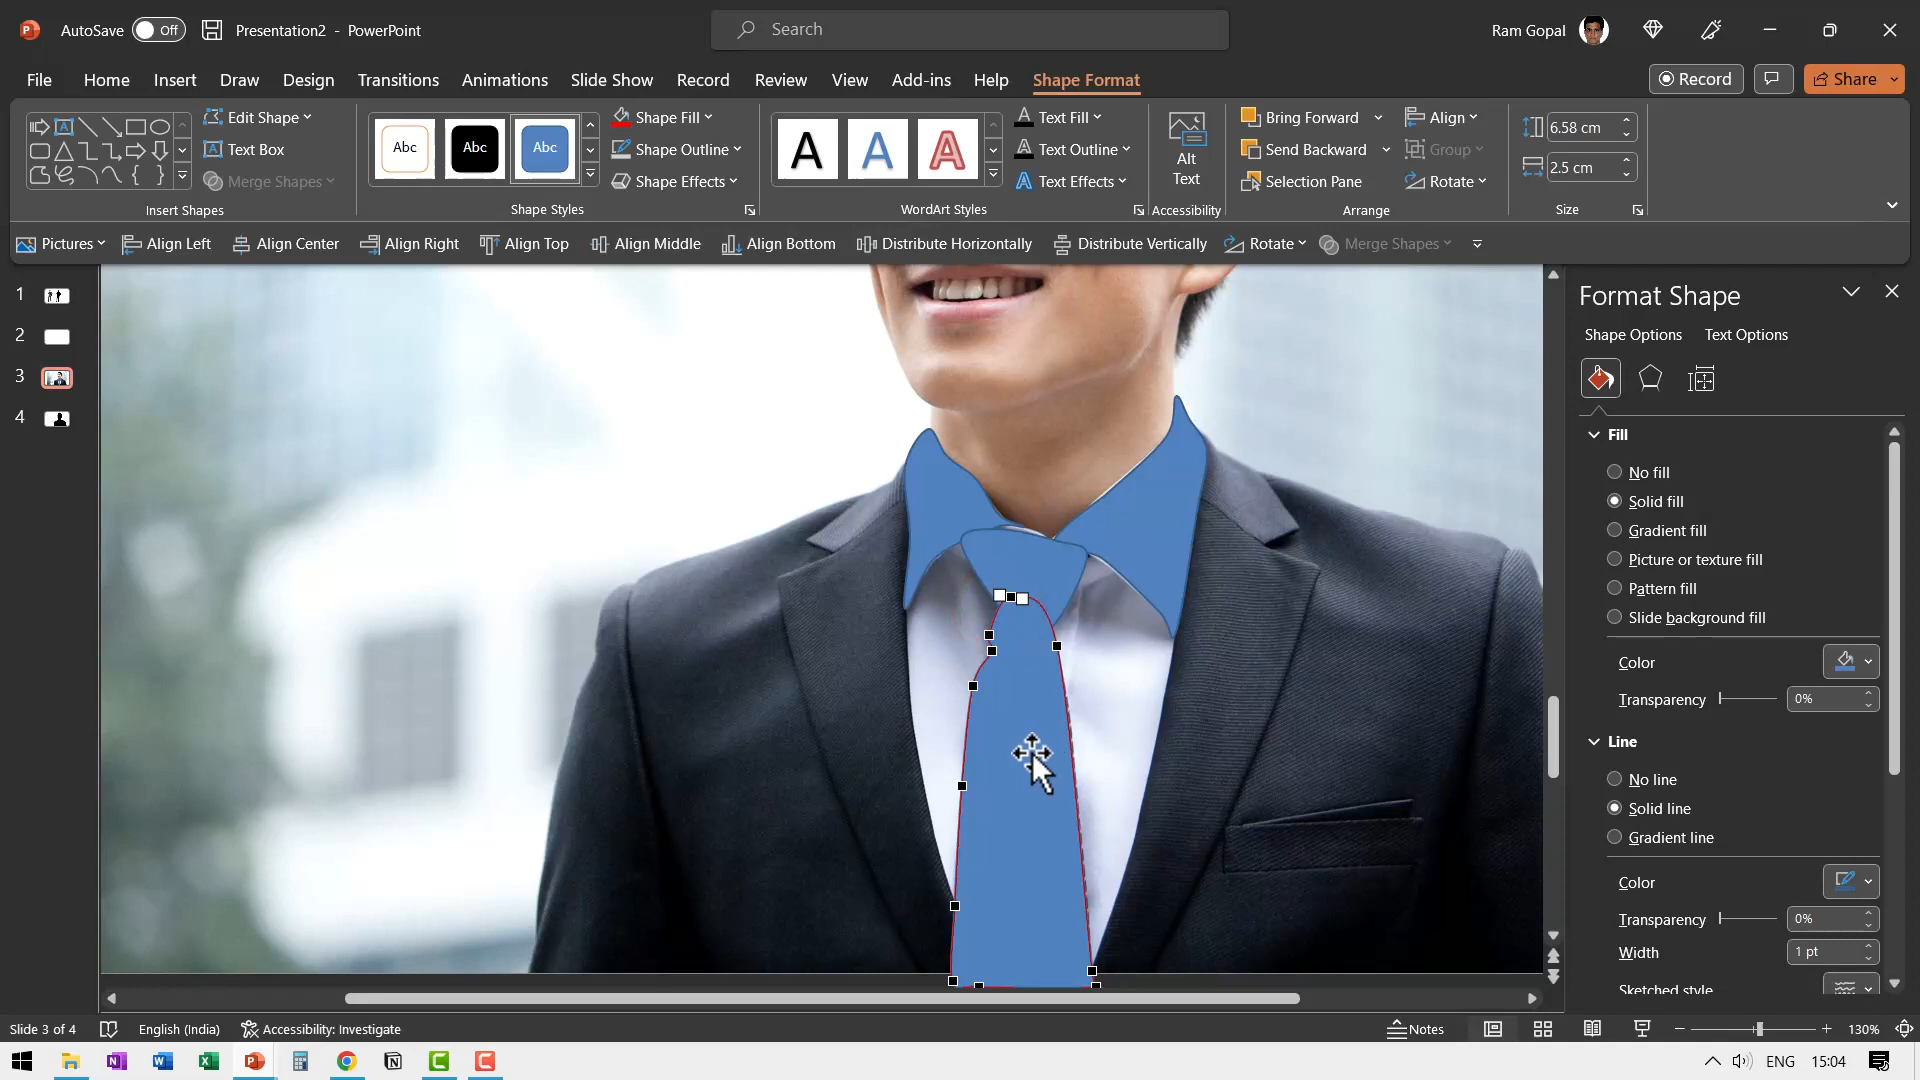 AutoSave Off Presentation2 - PowerPoint Search Ram Gopal
File Home Insert Draw Design Transitions Animations Slide Show Record Review View Add-ins Help Shape Format Record Share
Edit Shape
Text Box
Merge Shapes
Insert Shapes
Abc Abc Abc
Shape Fill
Shape Outline
Shape Effects
Shape Styles
A A A
Text Fill
Text Outline
Text Effects
WordArt Styles
Alt
Text
Accessibility
Bring Forward Align
Send Backward Group
Selection Pane Rotate
Arrange
6.58 cm
2.5 cm
Size
Pictures Align Left Align Center Align Right Align Top Align Middle Align Bottom Distribute Horizontally Distribute Vertically Rotate Merge Shapes
1
2
3
4
Format Shape
Shape Options Text Options
Fill
No fill
Solid fill
Gradient fill
Picture or texture fill
Pattern fill
Slide background fill
Color
Transparency 0%
Line
No line
Solid line
Gradient line
Color
Transparency 0%
Width 1 pt
Sketched style
Slide 3 of 4 English (India) Accessibility: Investigate Notes 130%
ENG 15:04